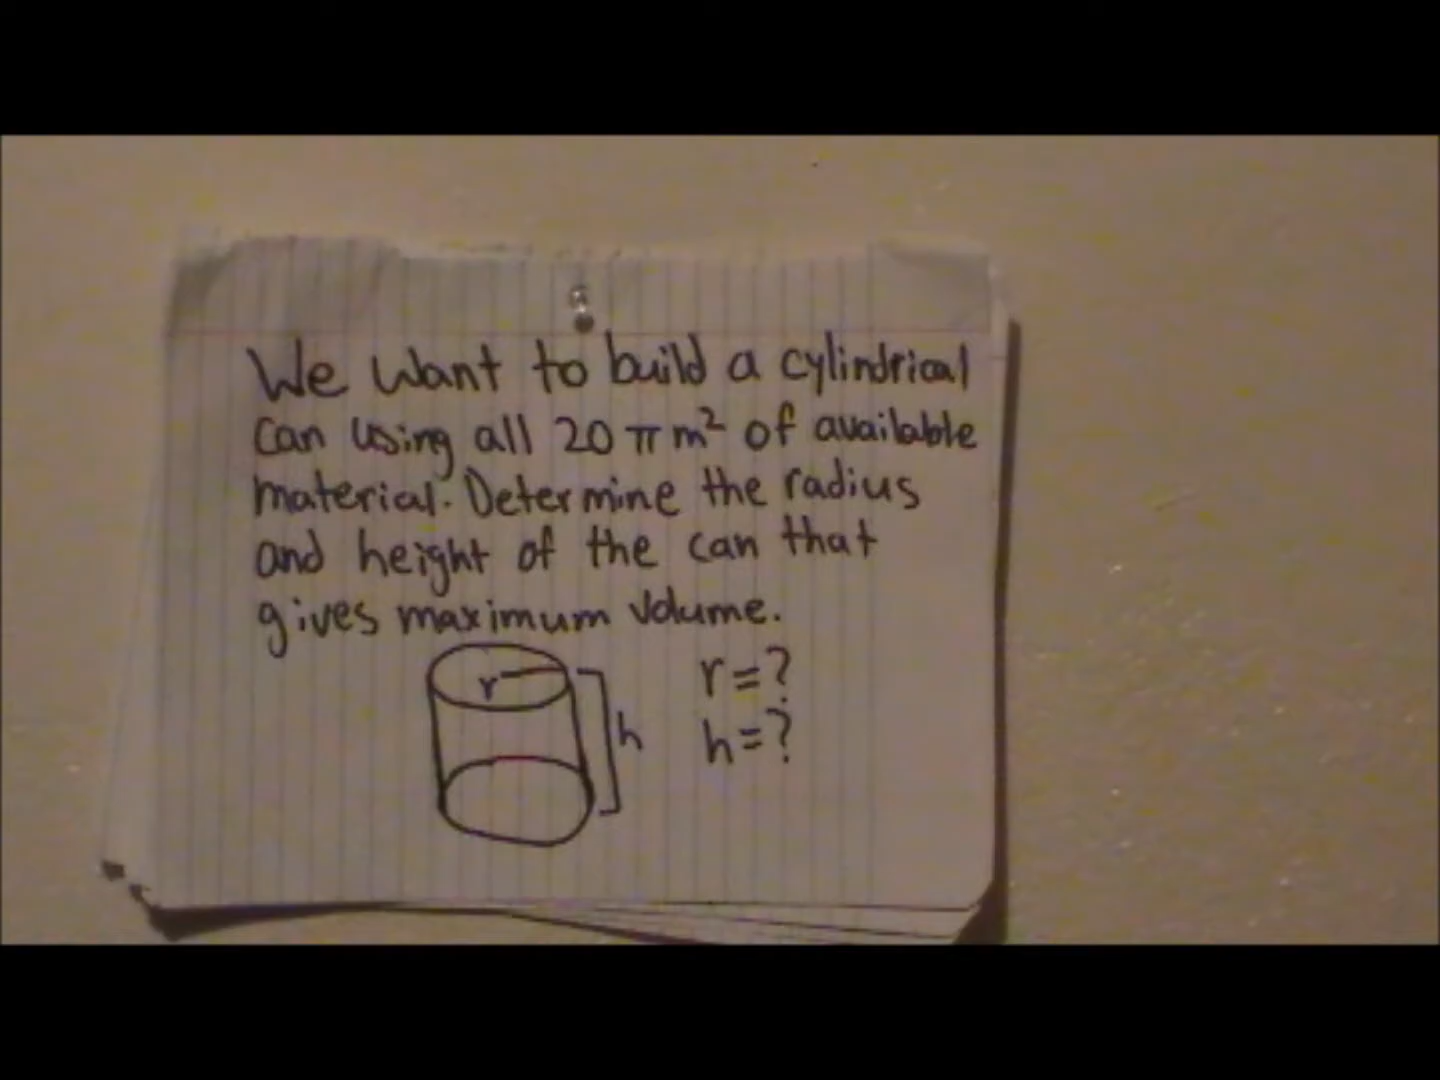 We want to build a cylindrical
can using all 20 π m² of available
material. Determine the radius
and height of the can that
gives maximum volume.
r
h
r=?
h=?